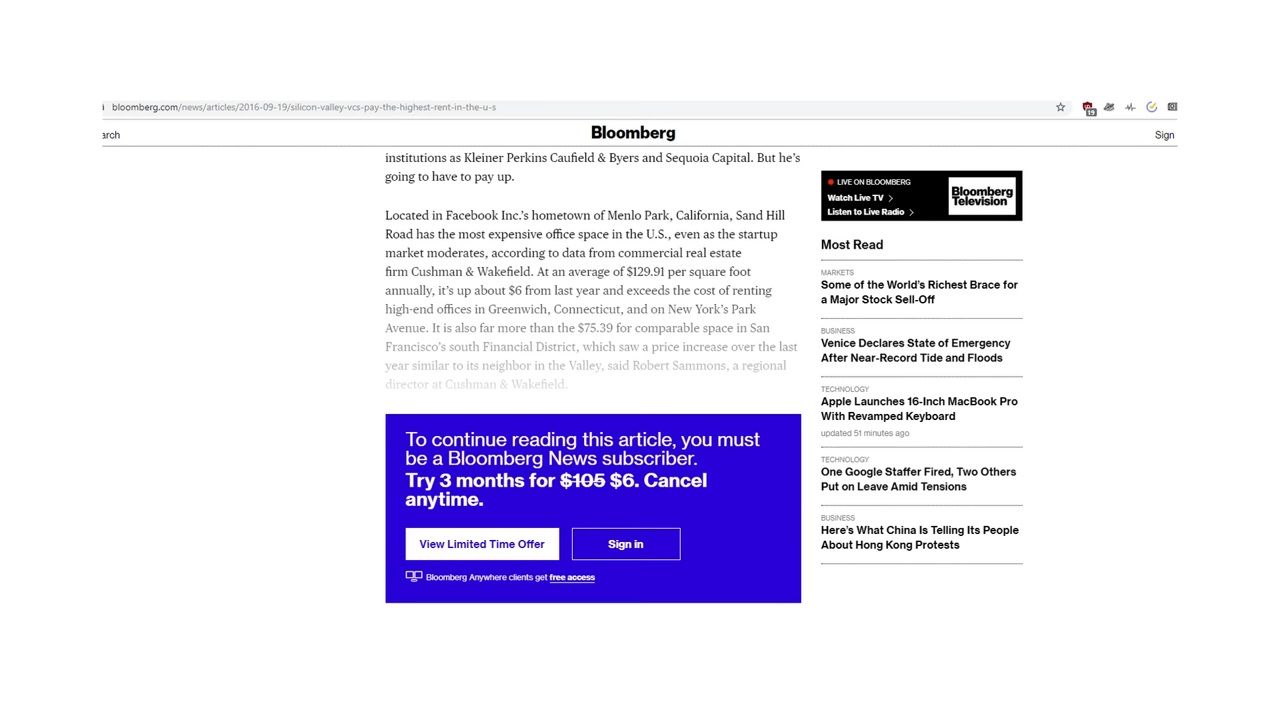 bloomberg.com/news/articles/2016-09-19/silicon-valley-vcs-pay-the-highest-rent-in-the-u-s
19
arch
Bloomberg
Sign
institutions as Kleiner Perkins Caufield & Byers and Sequoia Capital. But he's
going to have to pay up.
Located in Facebook Inc.'s hometown of Menlo Park, California, Sand Hill
Road has the most expensive office space in the U.S., even as the startup
market moderates, according to data from commercial real estate
firm Cushman & Wakefield. At an average of $129.91 per square foot
annually, it's up about $6 from last year and exceeds the cost of renting
high-end offices in Greenwich, Connecticut, and on New York's Park
Avenue. It is also far more than the $75.39 for comparable space in San
Francisco's south Financial District, which saw a price increase over the last
year similar to its neighbor in the Valley, said Robert Sammons, a regional
director at Cushman & Wakefield.
To continue reading this article, you must
be a Bloomberg News subscriber.
Try 3 months for $105 $6. Cancel
anytime.
View Limited Time Offer
Sign in
Bloomberg Anywhere clients get free access
LIVE ON BLOOMBERG
Watch Live TV
Listen to Live Radio
Bloomberg
Television
Most Read
MARKETS
Some of the World's Richest Brace for
a Major Stock Sell-Off
BUSINESS
Venice Declares State of Emergency
After Near-Record Tide and Floods
TECHNOLOGY
Apple Launches 16-Inch MacBook Pro
With Revamped Keyboard
updated 51 minutes ago
TECHNOLOGY
One Google Staffer Fired, Two Others
Put on Leave Amid Tensions
BUSINESS
Here's What China Is Telling Its People
About Hong Kong Protests